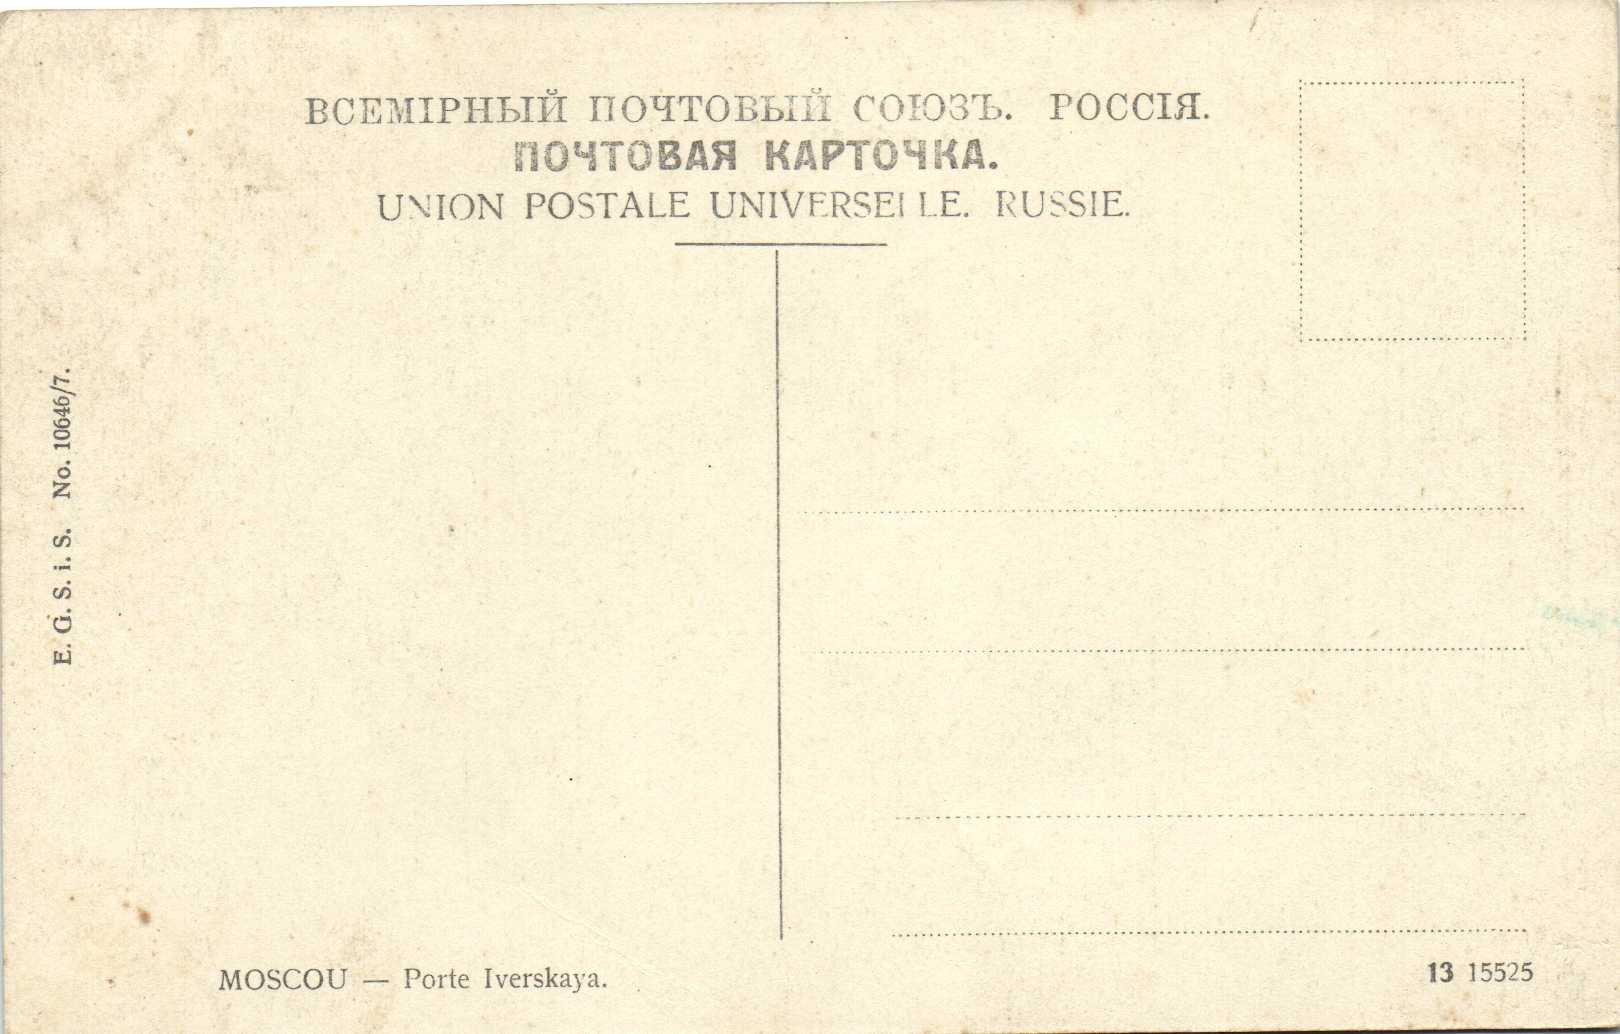 ВСЕМІРНЫЙ ПОЧТОВЫЙ СОЮЗЪ. РОССІЯ.
ПОЧТОВАЯ КАРТОЧКА.
UNION POSTALE UNIVERSELLE. RUSSIE.
E. G. S. i. S. No. 10646/7.
MOSCOU — Porte Iverskaya.
13 15525